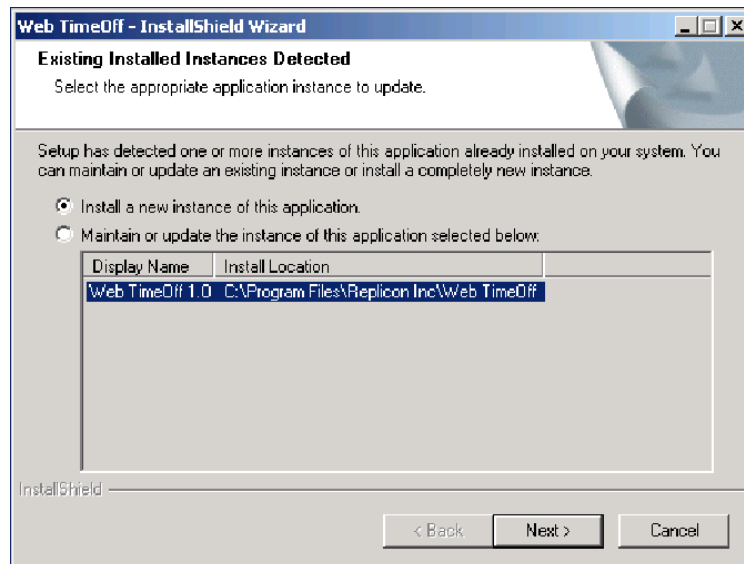 Web TimeOff - InstallShield Wizard
Existing Installed Instances Detected
Select the appropriate application instance to update.
Setup has detected one or more instances of this application already installed on your system. You
can maintain or update an existing instance or install a completely new instance.
Install a new instance of this application.
Maintain or update the instance of this application selected below:
Display Name Install Location
Web TimeOff 1.0 C:\Program Files\Replicon Inc\Web TimeOff
InstallShield
< Back Next > Cancel